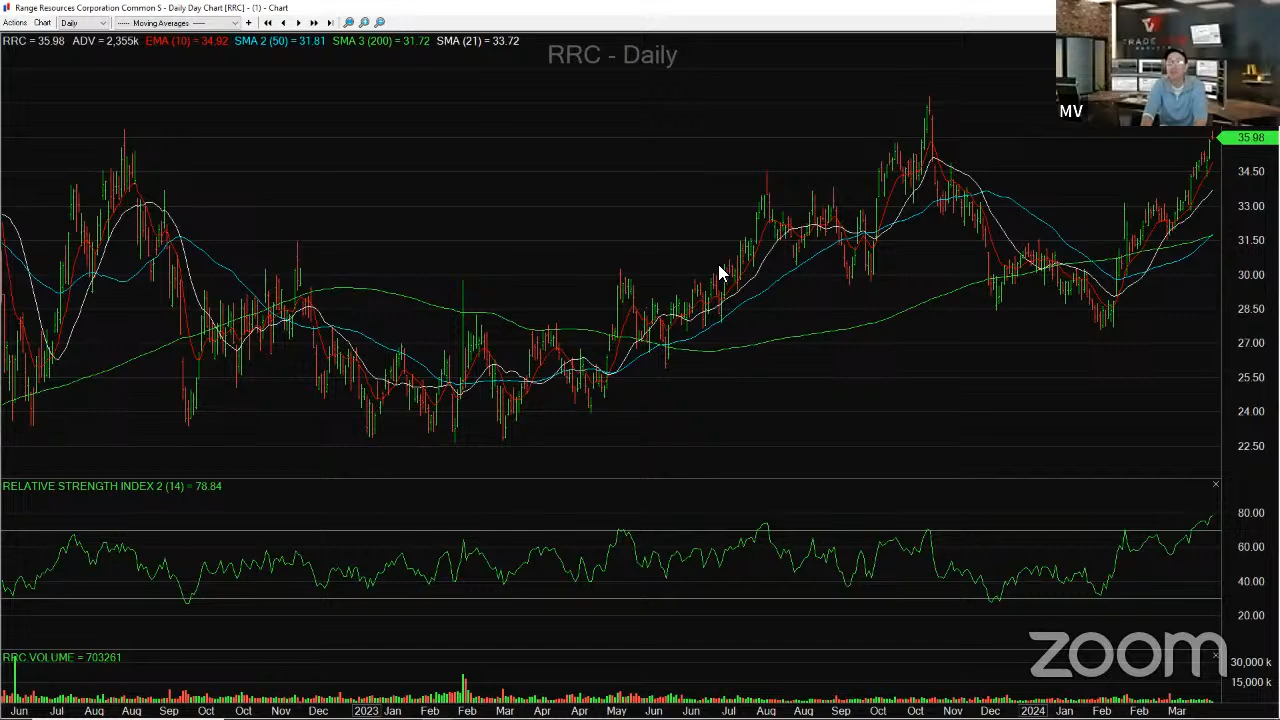 Range Resources Corporation Common S - Daily Day Chart [RRC] - (1) - Chart
Actions Chart Daily Moving Averages
RRC = 35.98 ADV = 2,355k EMA (10) = 34.92 SMA 2 (50) = 31.81 SMA 3 (200) = 31.72 SMA (21) = 33.72
RRC - Daily
MV
35.98
34.50
33.00
31.50
30.00
28.50
27.00
25.50
24.00
22.50
RELATIVE STRENGTH INDEX 2 (14) = 78.84
80.00
60.00
40.00
20.00
zoom
RRC VOLUME = 703261
30,000 k
15,000 k
Jun Jul Aug Aug Sep Oct Oct Nov Dec 2023 Jan Feb Feb Mar Apr Apr May Jun Jun Jul Aug Aug Sep Oct Oct Nov Dec 2024 Jan Feb Feb Mar